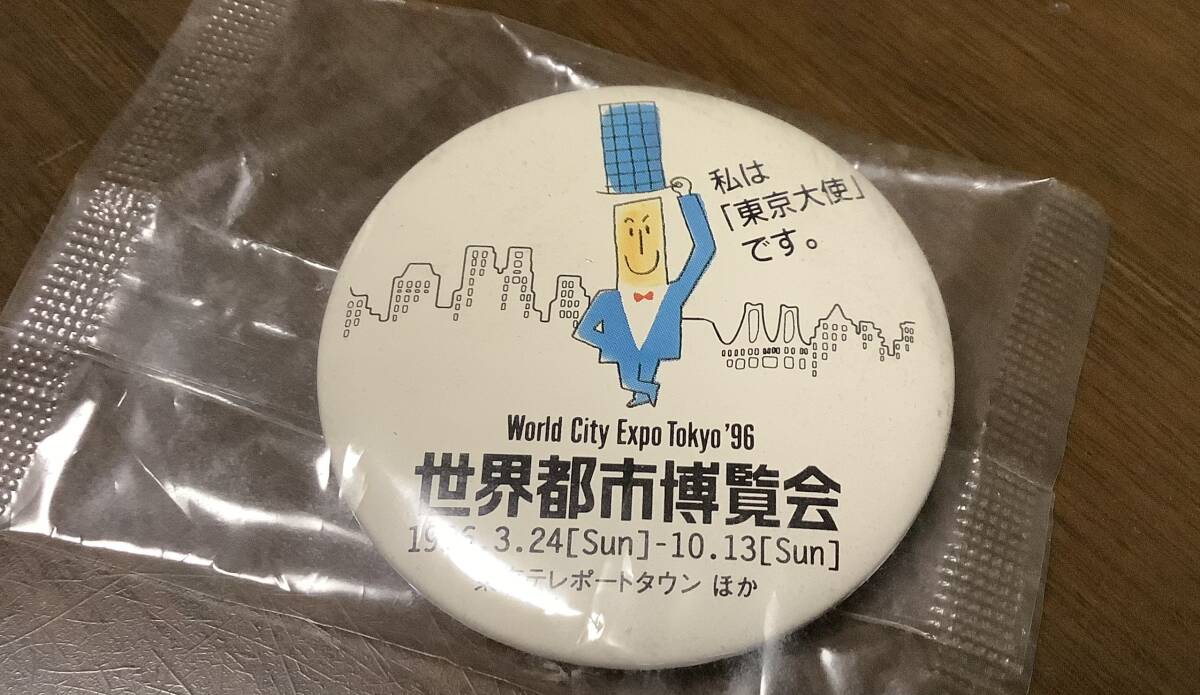 私は
「東京大使」
です。
World City Expo Tokyo '96
世界都市博覧会
3.24[Sun]-10.13[Sun]
テレポートタウン ほか